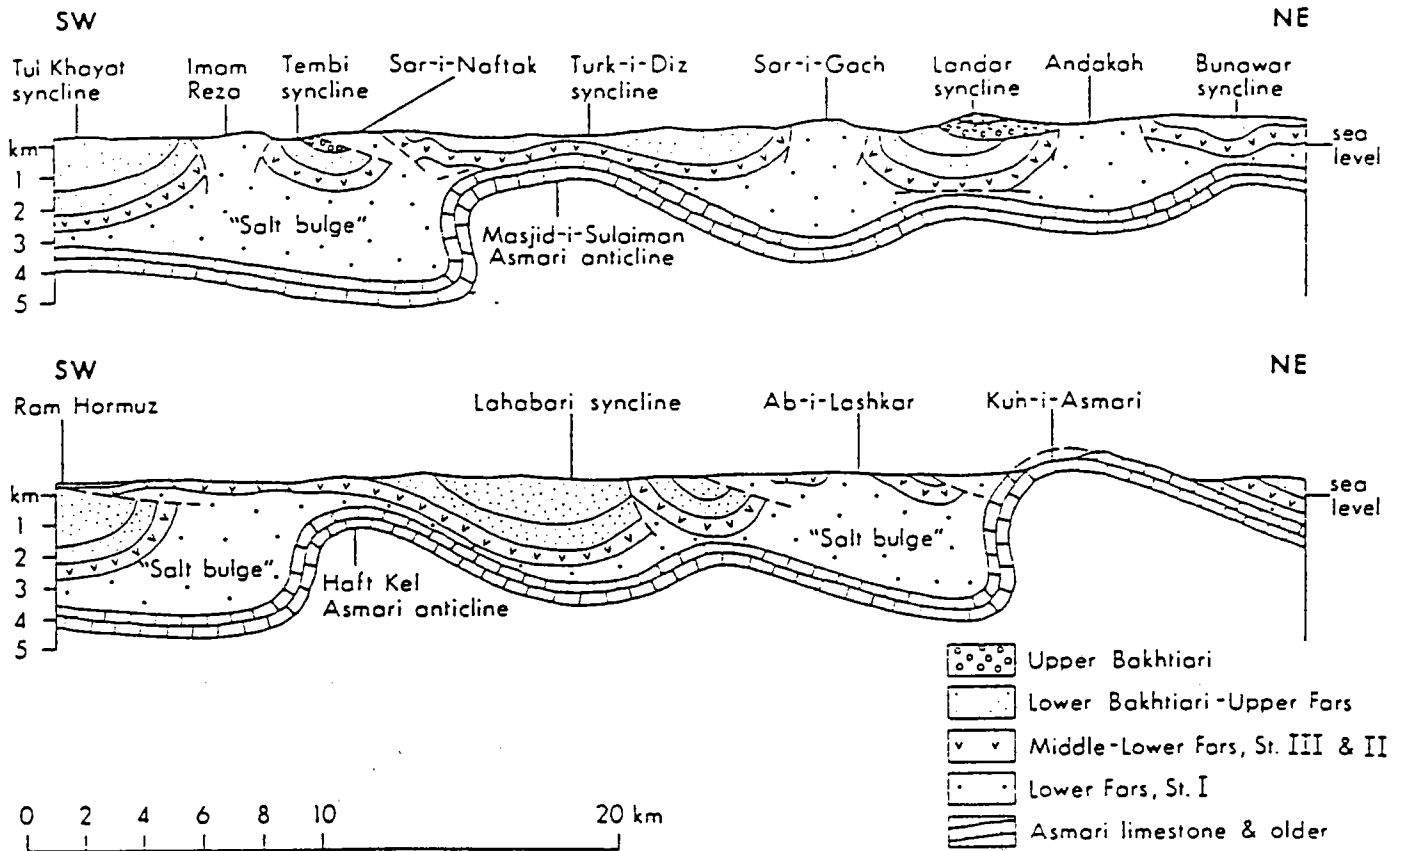 SW
NE
Tul Khayat syncline
Imam Reza
Tembi syncline
Sar-i-Naftak
Turk-i-Diz syncline
Sar-i-Gach
Landar syncline
Andakah
Bunawar syncline
km
1
2
3
4
5
sea level
"Salt bulge"
Masjid-i-Sulaiman
Asmari anticline
SW
NE
Ram Hormuz
Lahabari syncline
Ab-i-Lashkar
Kuh-i-Asmari
km
1
2
3
4
5
sea level
"Salt bulge"
Haft Kel
Asmari anticline
"Salt bulge"
Upper Bakhtiari
Lower Bakhtiari-Upper Fars
Middle-Lower Fars, St. III & II
Lower Fars, St. I
Asmari limestone & older
0 2 4 6 8 10 20 km